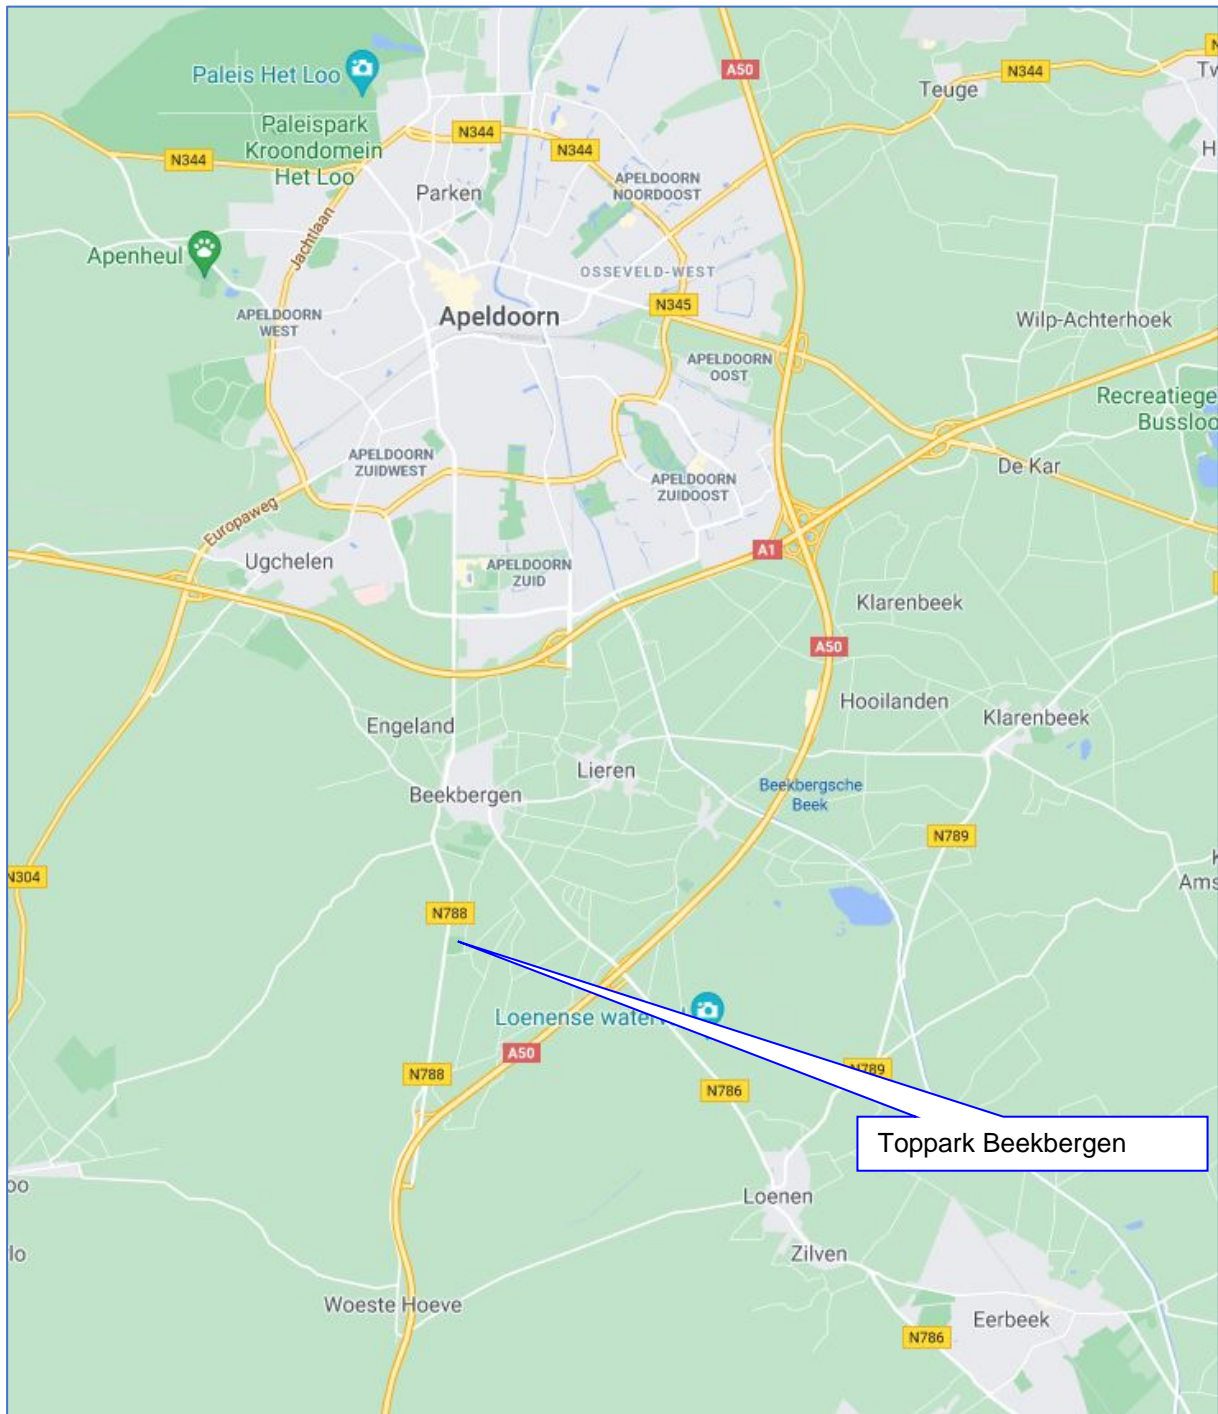 A50
N344
Teuge
Paleis Het Loo
Paleispark
Kroondomein
Het Loo
N344
N344
N344
Parken
APELDOORN
NOORDOOST
Jachtlaan
Apenheul
OSSEVELD-WEST
APELDOORN
WEST
Apeldoorn
N345
Wilp-Achterhoek
APELDOORN
OOST
Recreatiege
Bussloo
APELDOORN
ZUIDWEST
De Kar
APELDOORN
ZUIDOOST
Europaweg
Ugchelen
APELDOORN
ZUID
A1
Klarenbeek
A50
Hooilanden
Klarenbeek
Engeland
Lieren
Beekbergen
Beekbergsche
Beek
N789
N304
Ams
N788
Loenense
A50
N788
N789
N786
Toppark Beekbergen
Loenen
Zilven
Woeste Hoeve
Eerbeek
N786